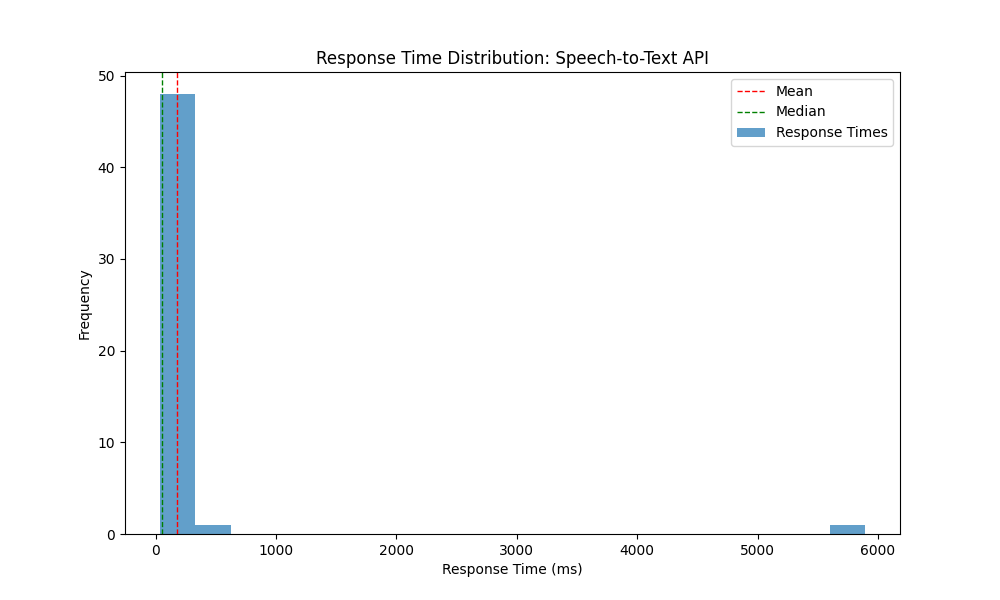 Response Time Distribution: Speech-to-Text API
Mean
Median
Response Times
Frequency
50
40
30
20
10
0
0 1000 2000 3000 4000 5000 6000
Response Time (ms)